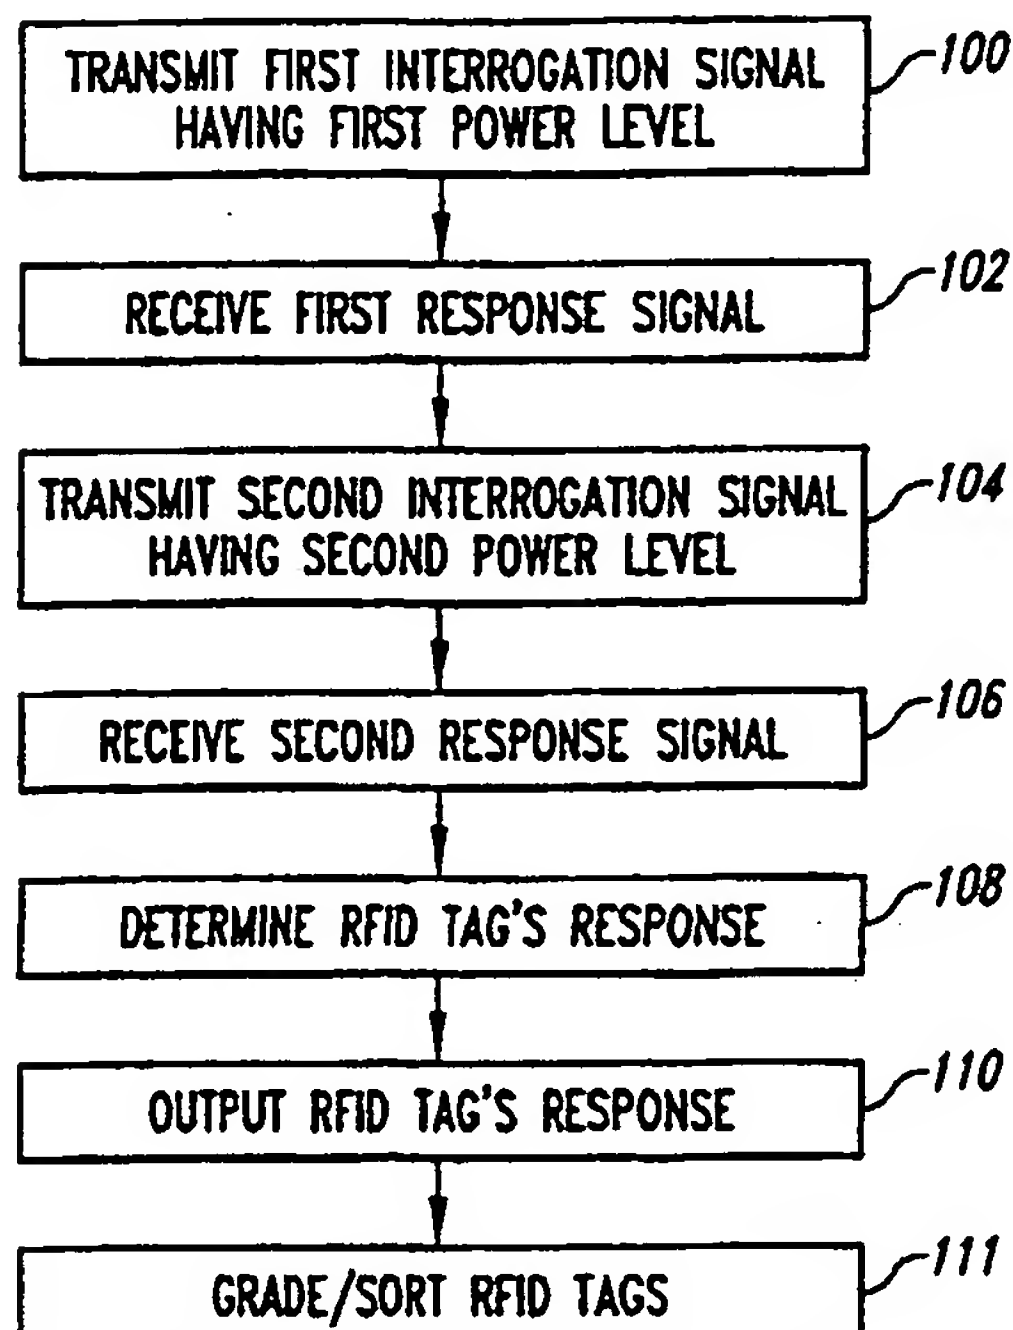 TRANSMIT FIRST INTERROGATION SIGNAL
HAVING FIRST POWER LEVEL
100
RECEIVE FIRST RESPONSE SIGNAL
102
TRANSMIT SECOND INTERROGATION SIGNAL
HAVING SECOND POWER LEVEL
104
RECEIVE SECOND RESPONSE SIGNAL
106
DETERMINE RFID TAG'S RESPONSE
108
OUTPUT RFID TAG'S RESPONSE
110
GRADE/SORT RFID TAGS
111